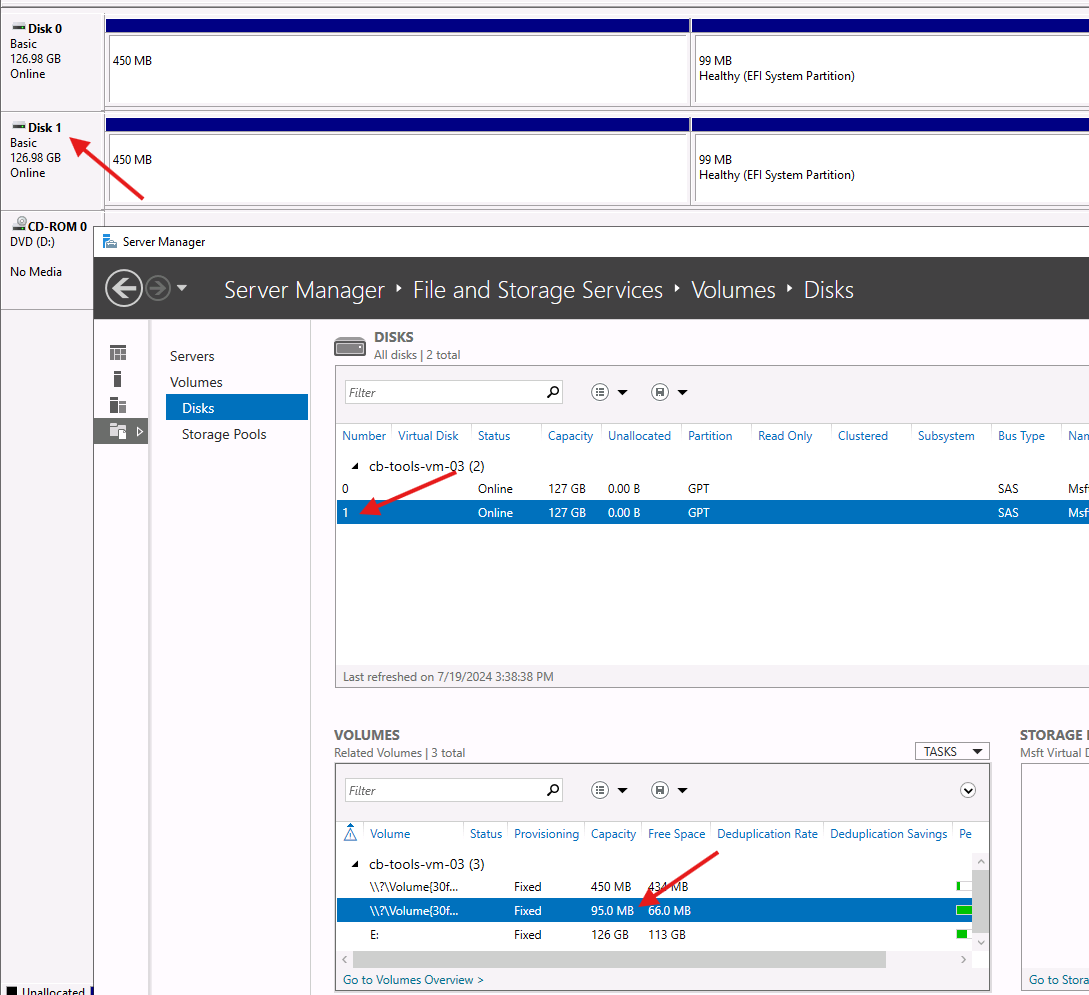 Disk 0
Basic
126.98 GB
Online
450 MB
99 MB
Healthy (EFI System Partition)
Disk 1
Basic
126.98 GB
Online
450 MB
99 MB
Healthy (EFI System Partition)
CD-ROM 0
DVD (D:)
No Media
Server Manager
Server Manager ‣ File and Storage Services ‣ Volumes ‣ Disks
Servers
Volumes
Disks
Storage Pools
DISKS
All disks | 2 total
Filter
Number Virtual Disk Status Capacity Unallocated Partition Read Only Clustered Subsystem Bus Type Nam
cb-tools-vm-03 (2)
0 Online 127 GB 0.00 B GPT SAS Msf
1 Online 127 GB 0.00 B GPT SAS Msf
Last refreshed on 7/19/2024 3:38:38 PM
VOLUMES
Related Volumes | 3 total
TASKS
Filter
Volume Status Provisioning Capacity Free Space Deduplication Rate Deduplication Savings Pe
cb-tools-vm-03 (3)
\\?\Volume{30f... Fixed 450 MB 434 MB
\\?\Volume{30f... Fixed 95.0 MB 66.0 MB
E: Fixed 126 GB 113 GB
Go to Volumes Overview >
STORAGE
Msft Virtual D
Go to Stora
Unallocated